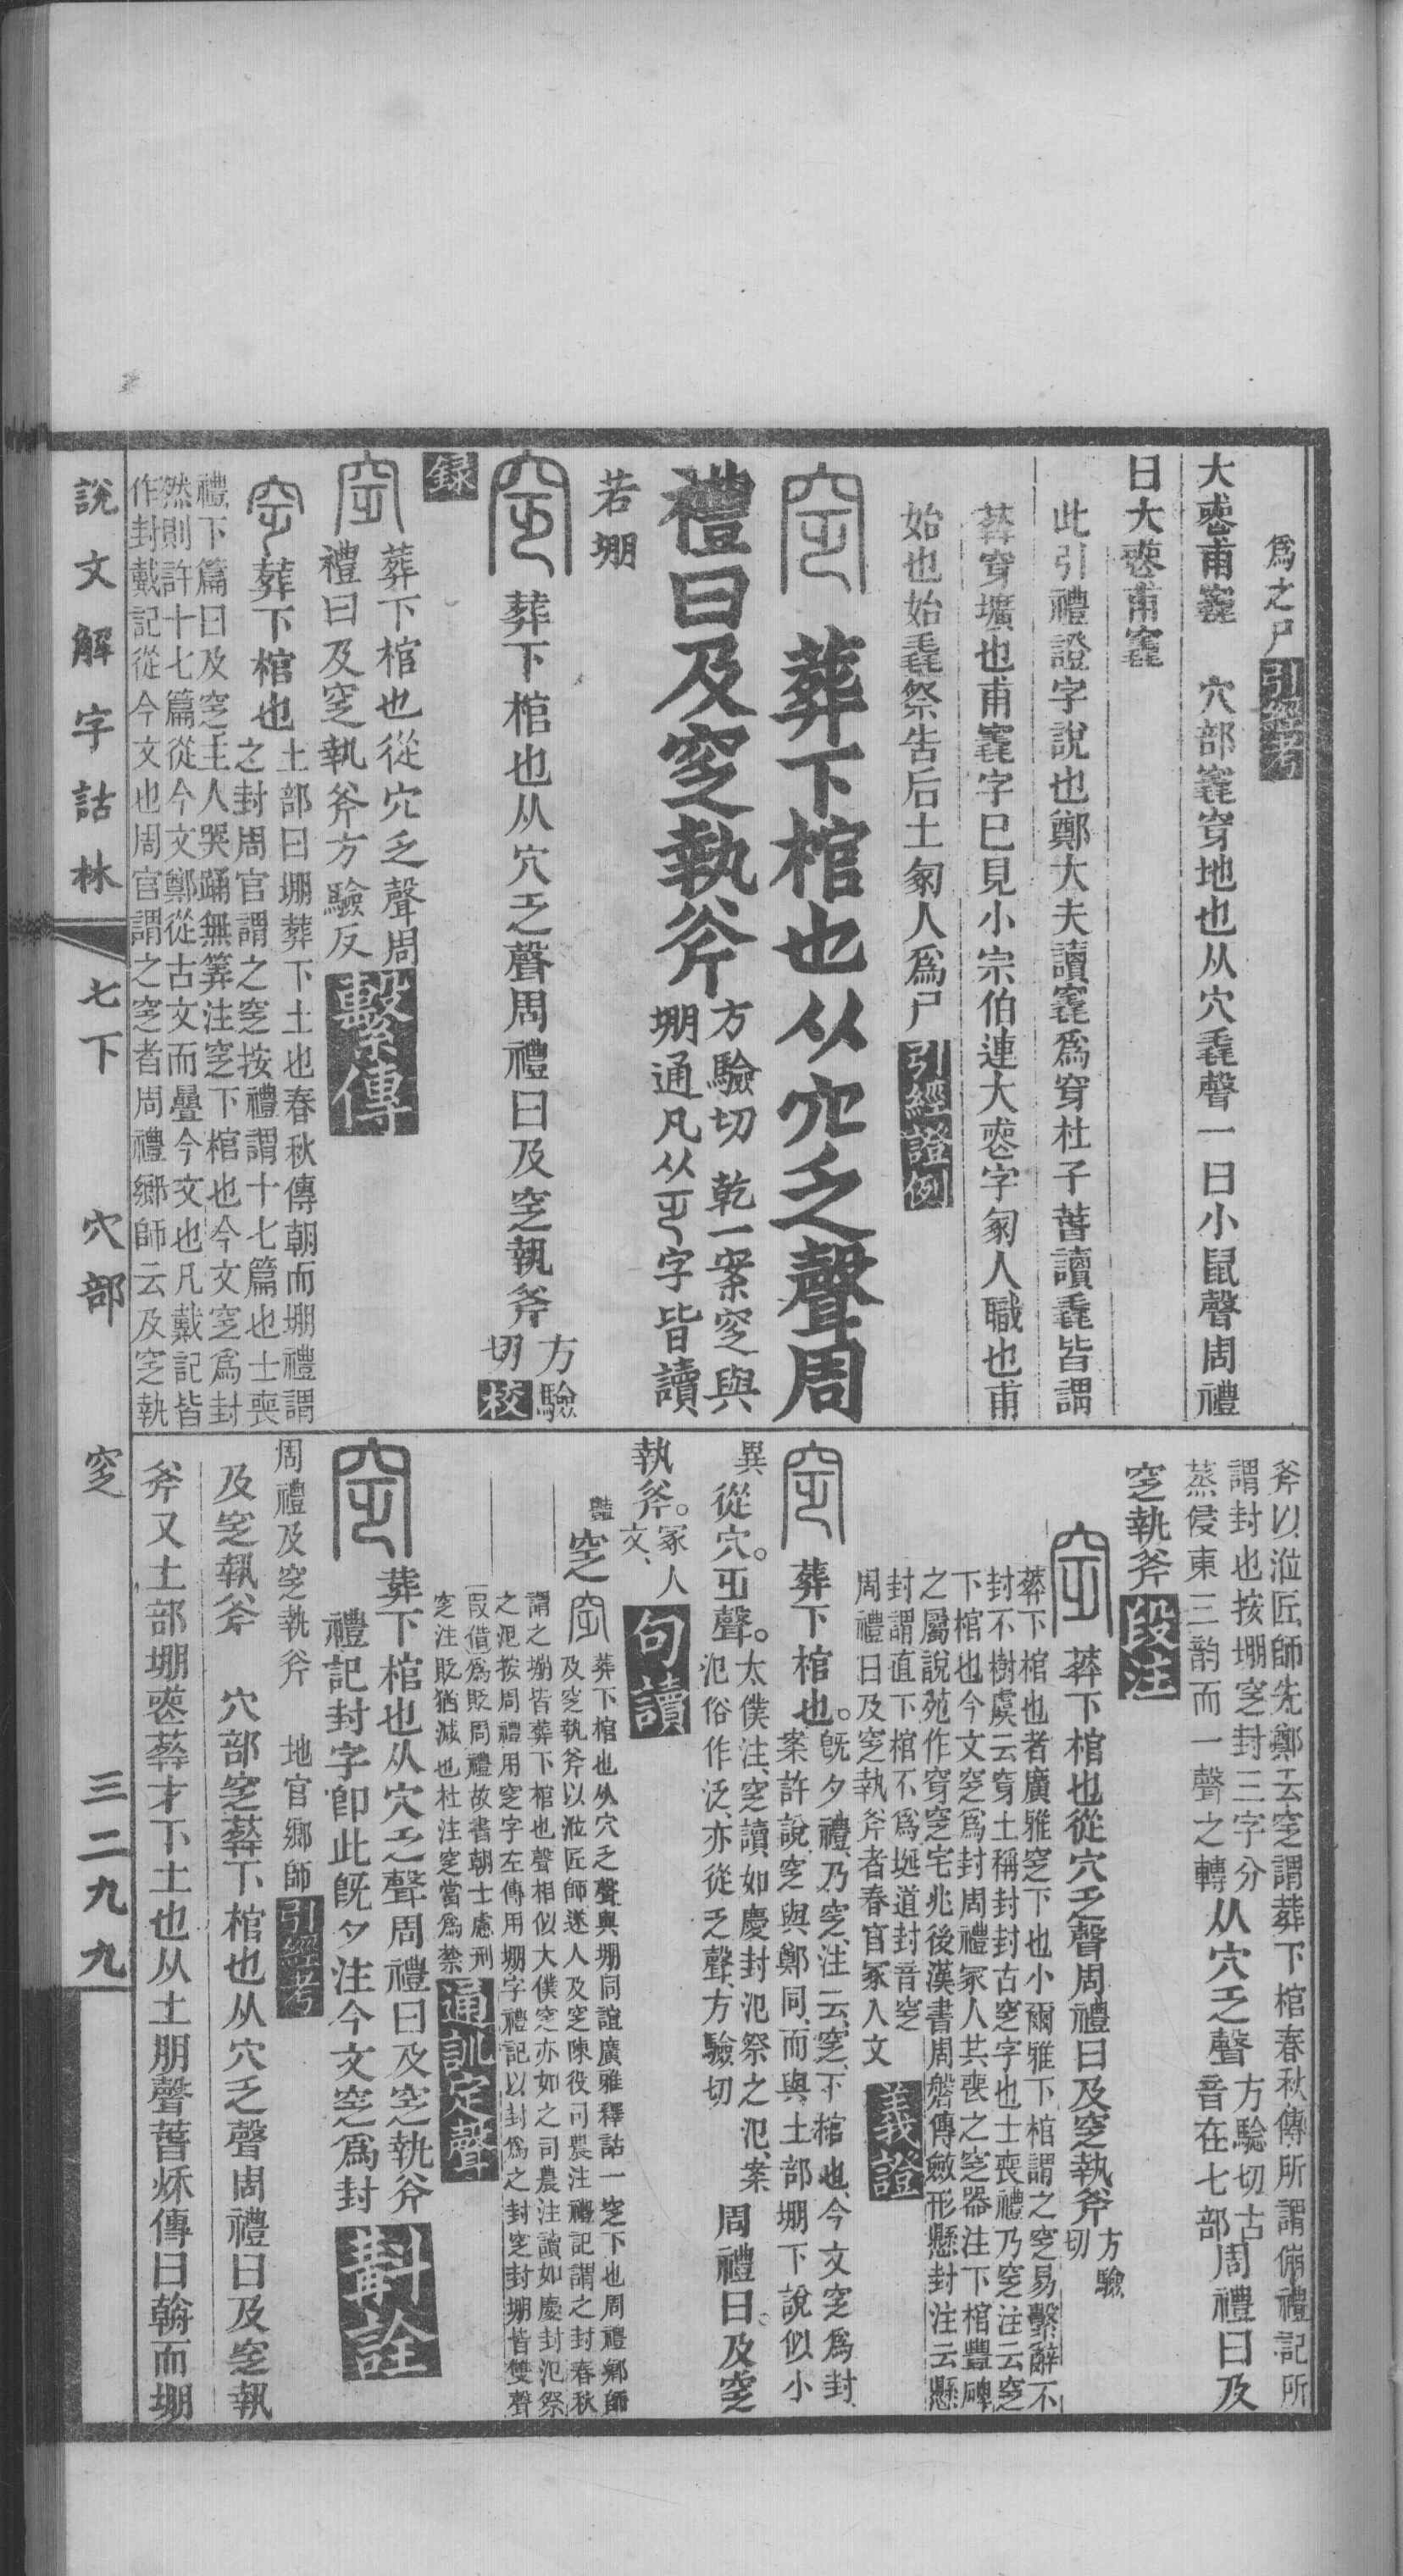 爲之尸引經考
大喪甫竁　穴部竁穿地也从穴毳聲一曰小鼠聲周禮
曰大喪甫竁
此引禮證字說也鄭大夫讀竁爲穿杜子萅讀毳皆謂
葬穿壙也甫竁字已見小宗伯連大喪字冢人職也甫
始也始毳祭告后土冢人爲尸引經證例
葬下棺也从穴乏聲周
禮曰及窆執斧方驗切 乾一案窆與
堋通凡从乏字皆讀
若堋
葬下棺也从穴乏聲周禮曰及窆執斧方驗
切校
録
葬下棺也從穴乏聲周
禮曰及窆執斧方驗反繫傳
葬下棺也土部曰堋葬下土也春秋傳朝而堋禮謂
之封周官謂之窆按禮謂十七篇也士喪
禮下篇曰及窆主人哭踊無筭注窆下棺也今文窆爲封
然則許十七篇從今文鄭從古文而曡今文也凡戴記皆
作封戴記從今文也周官謂之窆者周禮鄉師云及窆執
斧以涖匠師先鄭云窆謂葬下棺春秋傳所謂傰禮記所
謂封也按堋窆封三字分
蒸侵東三韵而一聲之轉从穴乏聲方驗切古
音在七部周禮曰及
窆執斧段注
葬下棺也從穴乏聲周禮曰及窆執斧方驗
切
葬下棺也者廣雅窆下也小爾雅下棺謂之窆易繫辭不
封不樹虞云穿土稱封封古窆字也士喪禮乃窆注云窆
下棺也今文窆爲封周禮冢人共喪之窆器注下棺豐碑
之屬說苑作穿窆宅兆後漢書周磐傳斂形懸封注云懸
封謂直下棺不爲埏道封音窆
周禮曰及窆執斧者春官冢人文義證
葬下棺也。旣夕禮、乃窆、注云、窆、下棺也、今文窆爲封、
案許說窆與鄭同、而與土部堋下說似小
異、從穴。乏聲。太僕注、窆讀如慶封氾祭之氾、案、
氾俗作泛、亦從乏聲、方驗切周禮曰。及窆
執斧。冢人
文、句讀
豔窆葬下棺也从穴乏聲與堋同誼廣雅釋詁一窆下也周禮鄉師
及窆執斧以涖匠師遂人及窆陳役司農注禮記謂之封春秋
謂之堋皆葬下棺也聲相似大僕窆亦如之司農注讀如慶封氾祭
之氾按周禮用窆字左傳用堋字禮記以封爲之封窆封堋皆雙聲
叚借爲貶周禮故書朝士慮刑
窆注貶猶減也杜注窆當爲禁通訓定聲
葬下棺也从穴乏聲周禮曰及窆執斧
禮記封字卽此旣夕注今文窆爲封斠詮
周禮及窆執斧　地官鄉師引經考
及窆執斧　穴部窆葬下棺也从穴乏聲周禮曰及窆執
斧又土部堋喪葬才下土也从土朋聲萅秌傳曰倝而堋
說文解字詁林　七下　穴部　窆　三二九九